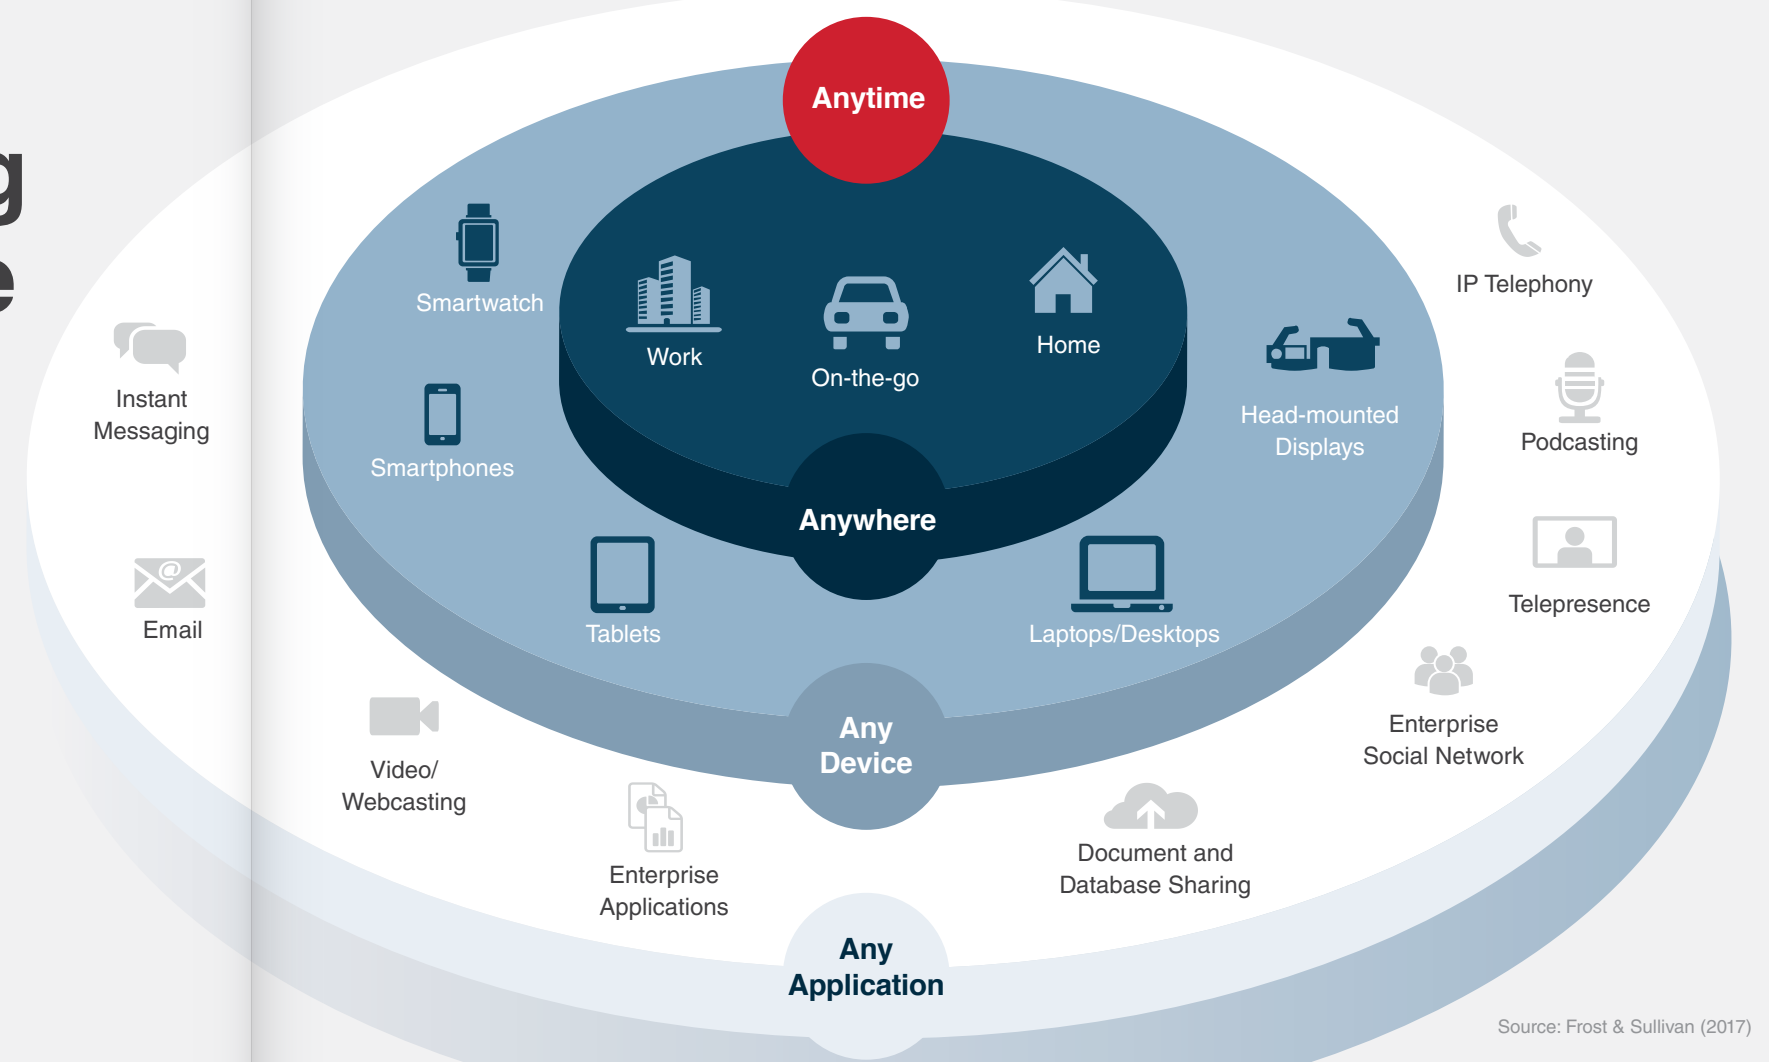 Anytime
Smartwatch
Work
On-the-go
Home
IP Telephony
Instant
Messaging
Smartphones
Head-mounted
Displays
Podcasting
Anywhere
Email
Tablets
Laptops/Desktops
Telepresence
Any
Device
Enterprise
Social Network
Video/
Webcasting
Enterprise
Applications
Document and
Database Sharing
Any
Application
Source: Frost & Sullivan (2017)